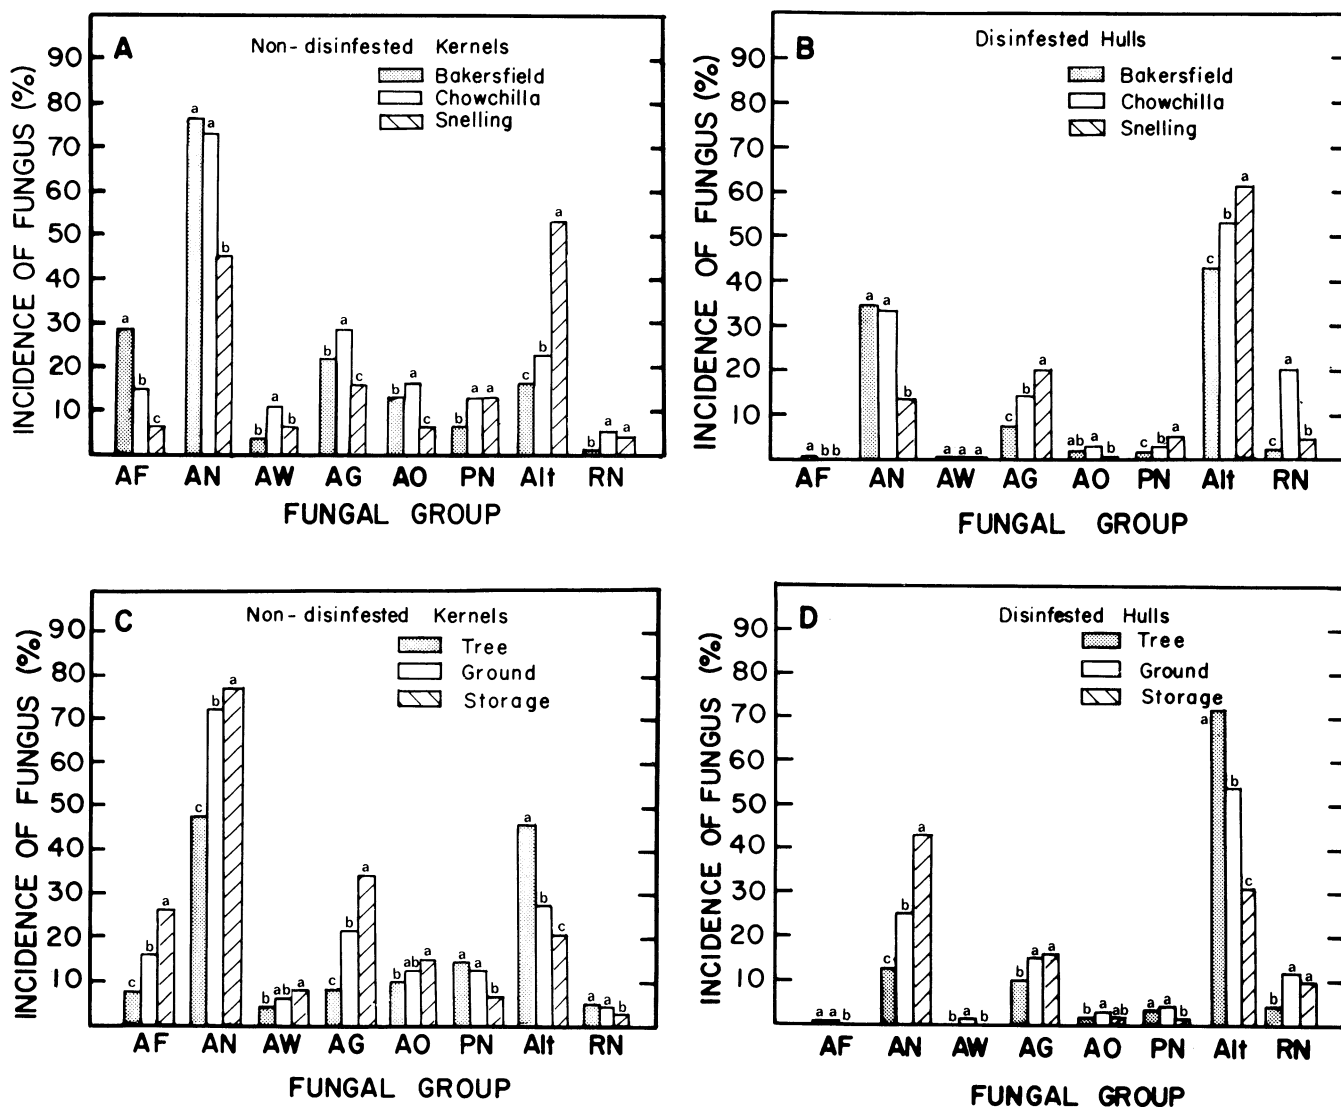 A
Non-disinfested Kernels
Bakersfield
Chowchilla
Snelling
INCIDENCE OF FUNGUS (%)
90
80
70
60
50
40
30
20
10
a b b
a a b
b a b
b a c
b a c
b a a
c b a
b a a
AF AN AW AG AO PN Alt RN
FUNGAL GROUP
B
Disinfested Hulls
Bakersfield
Chowchilla
Snelling
INCIDENCE OF FUNGUS (%)
90
80
70
60
50
40
30
20
10
a b b
a a b
a a a
c b a
ab a b
c b a
c b a
c a b
AF AN AW AG AO PN Alt RN
FUNGAL GROUP
C
Non-disinfested Kernels
Tree
Ground
Storage
INCIDENCE OF FUNGUS (%)
90
80
70
60
50
40
30
20
10
c b a
c b a
b ab a
c b a
b ab a
a a b
a b c
a a b
AF AN AW AG AO PN Alt RN
FUNGAL GROUP
D
Disinfested Hulls
Tree
Ground
Storage
INCIDENCE OF FUNGUS (%)
90
80
70
60
50
40
30
20
10
a a b
c b a
b a b
b a a
b a ab
a a b
a b c
b a a
AF AN AW AG AO PN Alt RN
FUNGAL GROUP